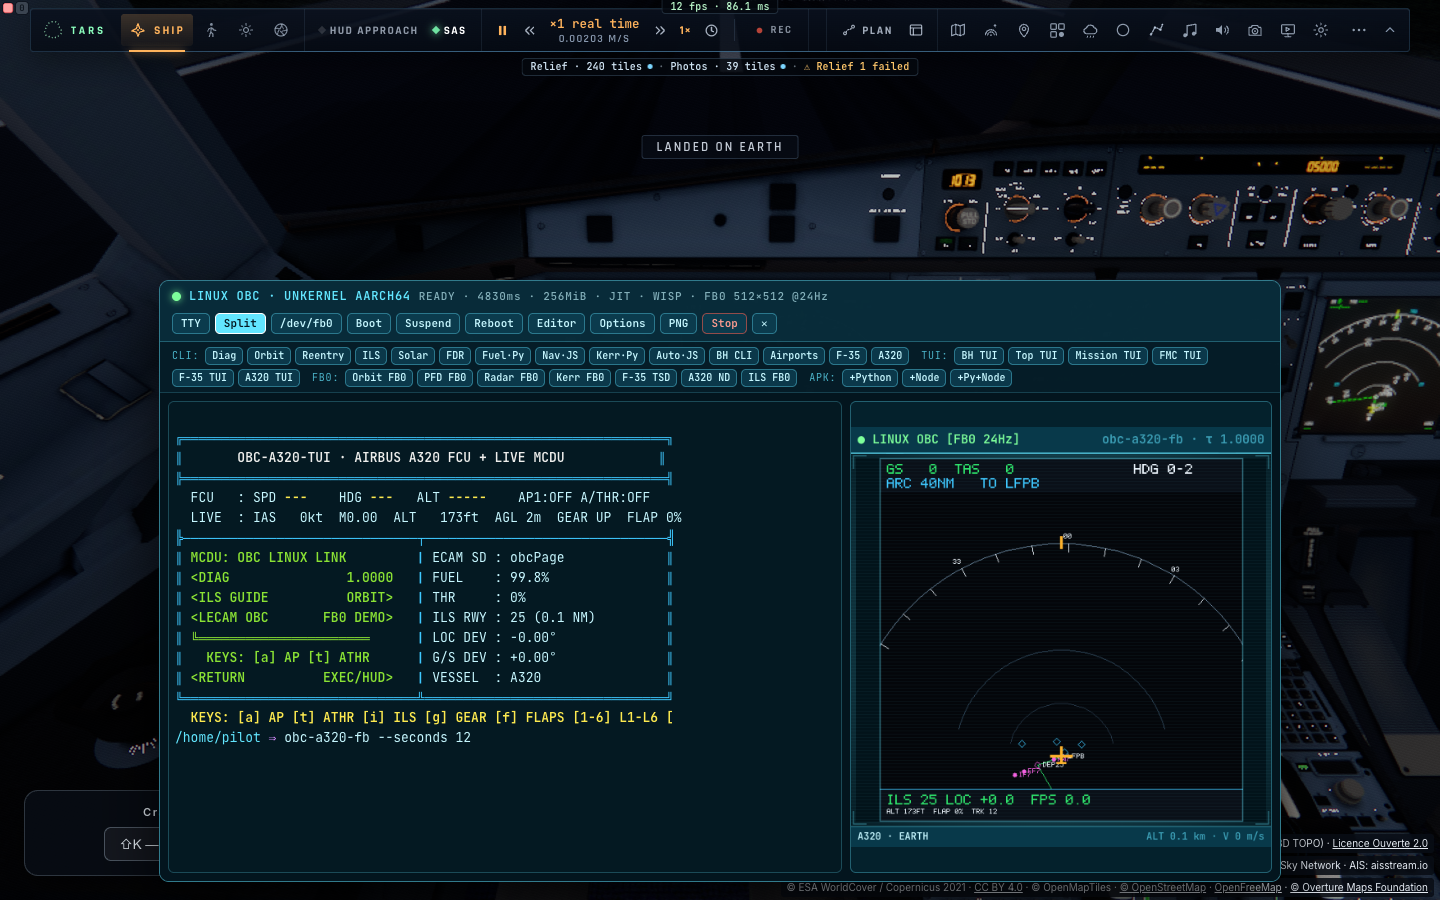 12 fps · 86.1 ms
TARS SHIP HUD APPROACH SAS ×1 real time 1× REC PLAN
0.00203 M/S
Relief · 240 tiles · Photos · 39 tiles · ⚠ Relief 1 failed
LANDED ON EARTH
1013
05000
LINUX OBC · UNKERNEL AARCH64 READY · 4830ms · 256MiB · JIT · WISP · FB0 512×512 @24Hz
TTY Split /dev/fb0 Boot Suspend Reboot Editor Options PNG Stop ×
CLI: Diag Orbit Reentry ILS Solar FDR Fuel·Py Nav·JS Kerr·Py Auto·JS BH CLI Airports F-35 A320 TUI: BH TUI Top TUI Mission TUI FMC TUI
F-35 TUI A320 TUI FB0: Orbit FB0 PFD FB0 Radar FB0 Kerr FB0 F-35 TSD A320 ND ILS FB0 APK: +Python +Node +Py+Node
OBC-A320-TUI · AIRBUS A320 FCU + LIVE MCDU
FCU : SPD --- HDG --- ALT ----- AP1:OFF A/THR:OFF
LIVE : IAS 0kt M0.00 ALT 173ft AGL 2m GEAR UP FLAP 0%
MCDU: OBC LINUX LINK ECAM SD : obcPage
<DIAG 1.0000 FUEL : 99.8%
<ILS GUIDE ORBIT> THR : 0%
<LECAM OBC FB0 DEMO> ILS RWY : 25 (0.1 NM)
LOC DEV : -0.00°
KEYS: [a] AP [t] ATHR G/S DEV : +0.00°
<RETURN EXEC/HUD> VESSEL : A320
KEYS: [a] AP [t] ATHR [i] ILS [g] GEAR [f] FLAPS [1-6] L1-L6 [
/home/pilot ⇒ obc-a320-fb --seconds 12
LINUX OBC [FB0 24Hz] obc-a320-fb · τ 1.0000
GS 0 TAS 0 HDG 0-2
ARC 40NM TO LFPB
00
33 03
ILS 25 LOC +0.0 FPS 0.0
ALT 173FT FLAP 0% TRK 12
A320 · EARTH ALT 0.1 km · V 0 m/s
Cr
⇧K —
3D TOPO) · Licence Ouverte 2.0
Sky Network · AIS: aisstream.io
© ESA WorldCover / Copernicus 2021 · CC BY 4.0 · © OpenMapTiles · © OpenStreetMap · OpenFreeMap · © Overture Maps Foundation